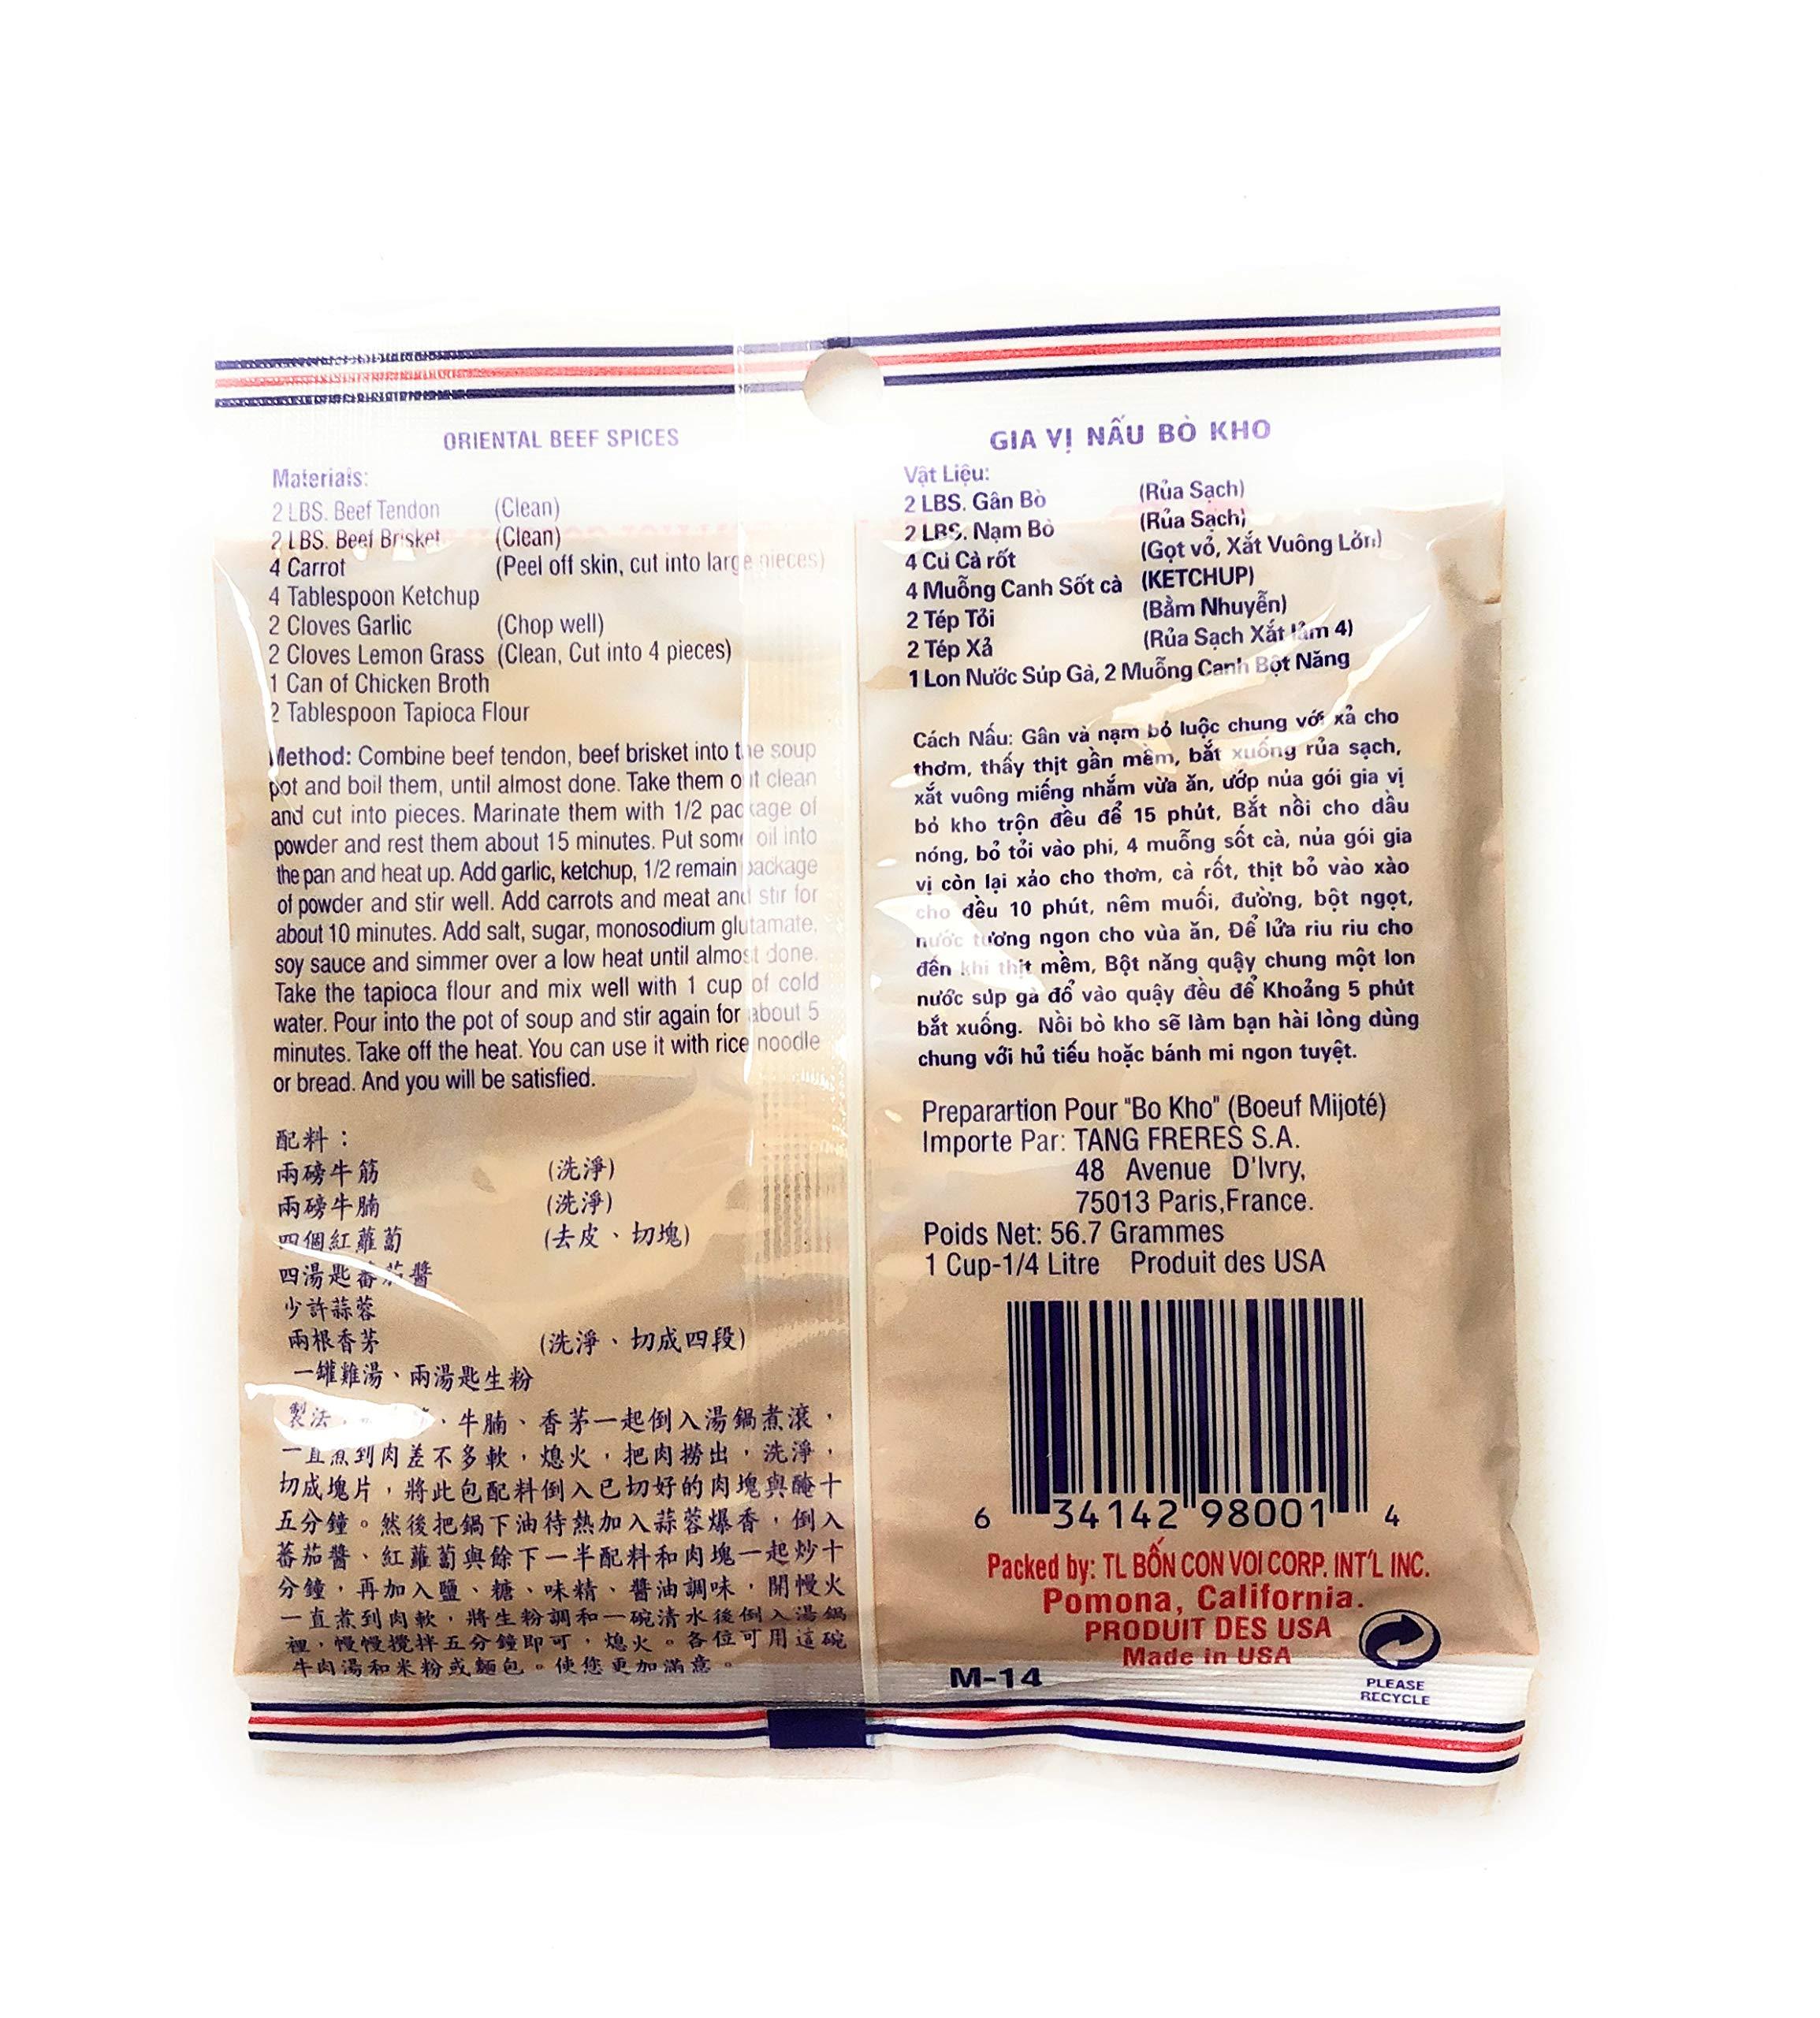 ORIENTAL BEEF SPICES
Materials:
2 LBS. Beef Tendon (Clean)
2 LBS. Beef Brisket (Clean)
4 Carrot (Peel off skin, cut into large pieces)
4 Tablespoon Ketchup
2 Cloves Garlic (Chop well)
2 Cloves Lemon Grass (Clean, Cut into 4 pieces)
1 Can of Chicken Broth
2 Tablespoon Tapioca Flour
Method: Combine beef tendon, beef brisket into the soup
pot and boil them, until almost done. Take them out clean
and cut into pieces. Marinate them with 1/2 package of
powder and rest them about 15 minutes. Put some oil into
the pan and heat up. Add garlic, ketchup, 1/2 remain package
of powder and stir well. Add carrots and meat and stir for
about 10 minutes. Add salt, sugar, monosodium glutamate,
soy sauce and simmer over a low heat until almost done.
Take the tapioca flour and mix well with 1 cup of cold
water. Pour into the pot of soup and stir again for about 5
minutes. Take off the heat. You can use it with rice noodle
or bread. And you will be satisfied.
配料：
兩磅牛筋 (洗淨)
兩磅牛腩 (洗淨)
四個紅蘿蔔 (去皮、切塊)
四湯匙蕃茄醬
少許蒜蓉
兩根香茅 (洗淨、切成四段)
一罐雞湯、兩湯匙生粉
製法 、牛腩、香茅一起倒入湯鍋煮滾，
一直煮到肉差不多軟，熄火，把肉撈出，洗淨，
切成塊片，將此包配料倒入已切好的肉塊與醃十
五分鐘。然後把鍋下油待熱加入蒜蓉爆香，倒入
蕃茄醬、紅蘿蔔與餘下一半配料和肉塊一起炒十
分鐘，再加入鹽、糖、味精、醬油調味，開慢火
一直煮到肉軟，將生粉調和一碗清水後倒入湯鍋
裡，慢慢攪拌五分鐘即可，熄火。各位可用這碗
牛肉湯和米粉或麵包。使您更加滿意。
GIA VỊ NẤU BÒ KHO
Vật Liệu:
2 LBS. Gân Bò (Rủa Sạch)
2 LBS. Nạm Bò (Rủa Sạch)
4 Củ Cà rốt (Gọt vỏ, Xắt Vuông Lớn)
4 Muỗng Canh Sốt cà (KETCHUP)
2 Tép Tỏi (Bằm Nhuyễn)
2 Tép Xả (Rủa Sạch Xắt làm 4)
1 Lon Nước Súp Gà, 2 Muỗng Canh Bột Năng
Cách Nấu: Gân và nạm bỏ luộc chung với xả cho
thơm, thấy thịt gần mềm, bắt xuống rủa sạch,
xắt vuông miếng nhắm vừa ăn, ướp nủa gói gia vị
bỏ kho trộn đều để 15 phút, Bắt nồi cho dầu
nóng, bỏ tỏi vào phi, 4 muỗng sốt cà, nủa gói gia
vị còn lại xảo cho thơm, cà rốt, thịt bỏ vào xào
cho đều 10 phút, nêm muối, đường, bột ngọt,
nước tương ngon cho vùa ăn, Để lửa riu riu cho
đến khi thịt mềm, Bột năng quậy chung một lon
nước súp gà đổ vào quậy đều để Khoảng 5 phút
bắt xuống. Nồi bò kho sẽ làm bạn hài lòng dùng
chung với hủ tiếu hoặc bánh mi ngon tuyệt.
Preparartion Pour "Bo Kho" (Boeuf Mijoté)
Importe Par: TANG FRERES S.A.
48 Avenue D'Ivry,
75013 Paris,France.
Poids Net: 56.7 Grammes
1 Cup-1/4 Litre Produit des USA
6 34142 98001 4
Packed by: TL BỐN CON VOI CORP. INT'L INC.
Pomona, California.
PRODUIT DES USA
Made in USA
M-14
PLEASE
RECYCLE